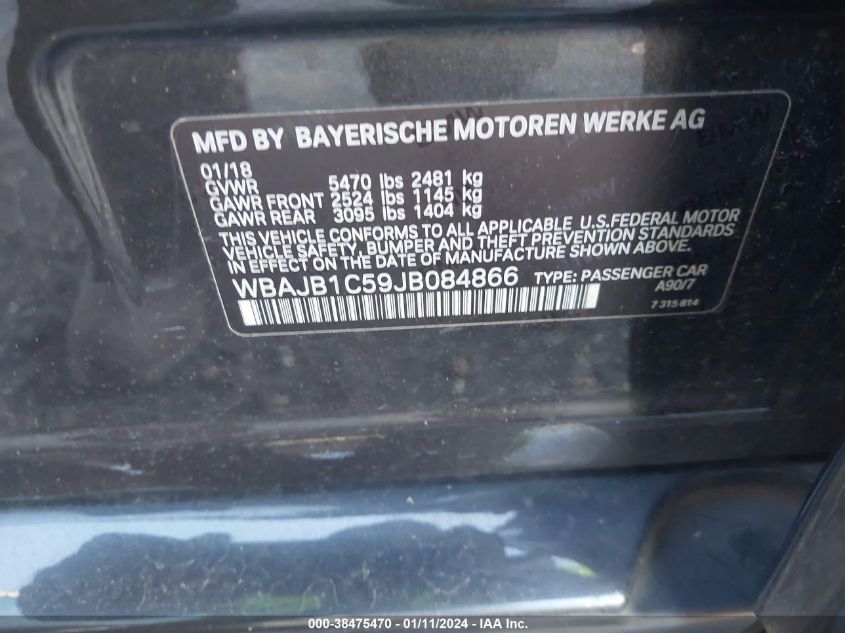 MFD BY BAYERISCHE MOTOREN WERKE AG
01/18
GVWR 5470 lbs 2481 kg
GAWR FRONT 2524 lbs 1145 kg
GAWR REAR 3095 lbs 1404 kg
THIS VEHICLE CONFORMS TO ALL APPLICABLE U.S.FEDERAL MOTOR
VEHICLE SAFETY, BUMPER AND THEFT PREVENTION STANDARDS
IN EFFECT ON THE DATE OF MANUFACTURE SHOWN ABOVE.
WBAJB1C59JB084866 TYPE: PASSENGER CAR
A90/7
7 315 814
000-38475470 - 01/11/2024 - IAA Inc.